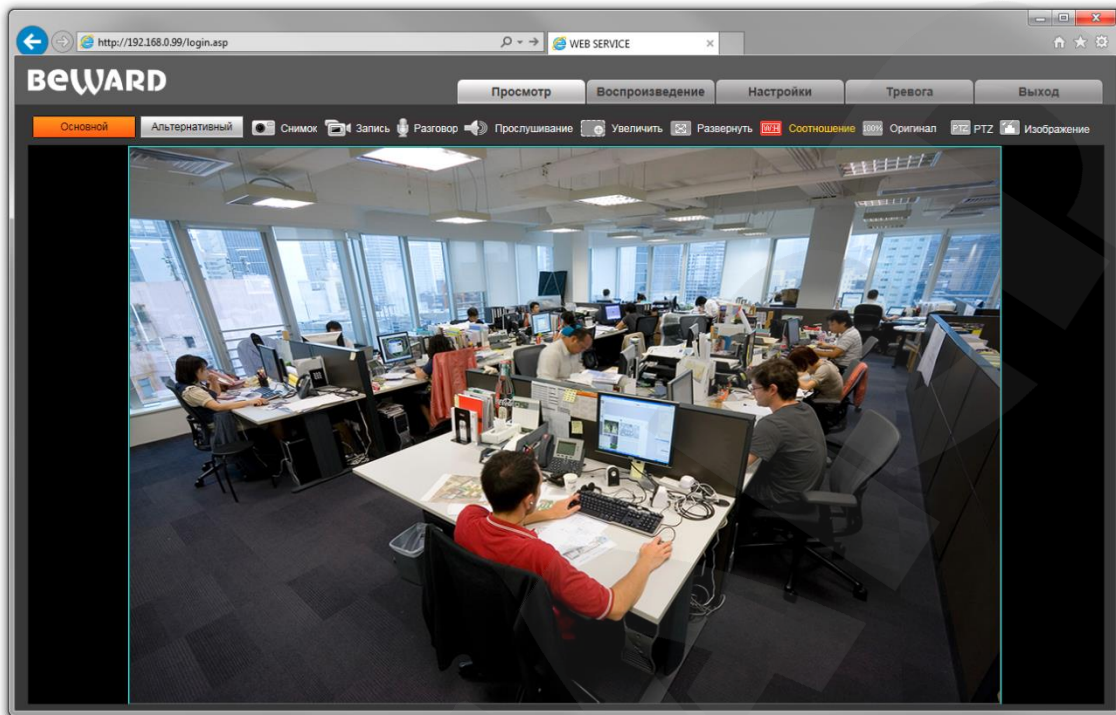 http://192.168.0.99/login.asp
WEB SERVICE
BEWARD
Просмотр Воспроизведение Настройки Тревога Выход
Основной Альтернативный Снимок Запись Разговор Прослушивание Увеличить Развернуть W:H Соотношение 100% Оригинал PTZ PTZ Изображение